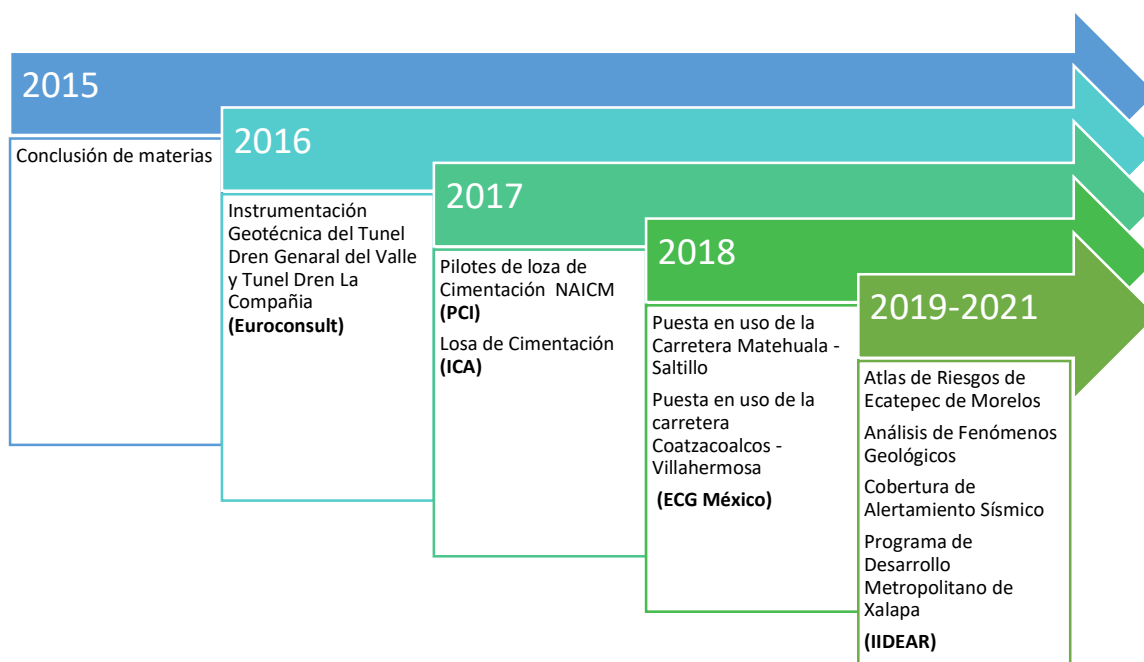 2015
Conclusión de materias
2016
Instrumentación
Geotécnica del Tunel
Dren Genaral del Valle
y Tunel Dren La
Compañia
(Euroconsult)
2017
Pilotes de loza de
Cimentación NAICM
(PCI)
Losa de Cimentación
(ICA)
2018
Puesta en uso de la
Carretera Matehuala -
Saltillo
Puesta en uso de la
carretera
Coatzacoalcos -
Villahermosa
(ECG México)
2019-2021
Atlas de Riesgos de
Ecatepec de Morelos
Análisis de Fenómenos
Geológicos
Cobertura de
Alertamiento Sísmico
Programa de
Desarrollo
Metropolitano de
Xalapa
(IIDEAR)